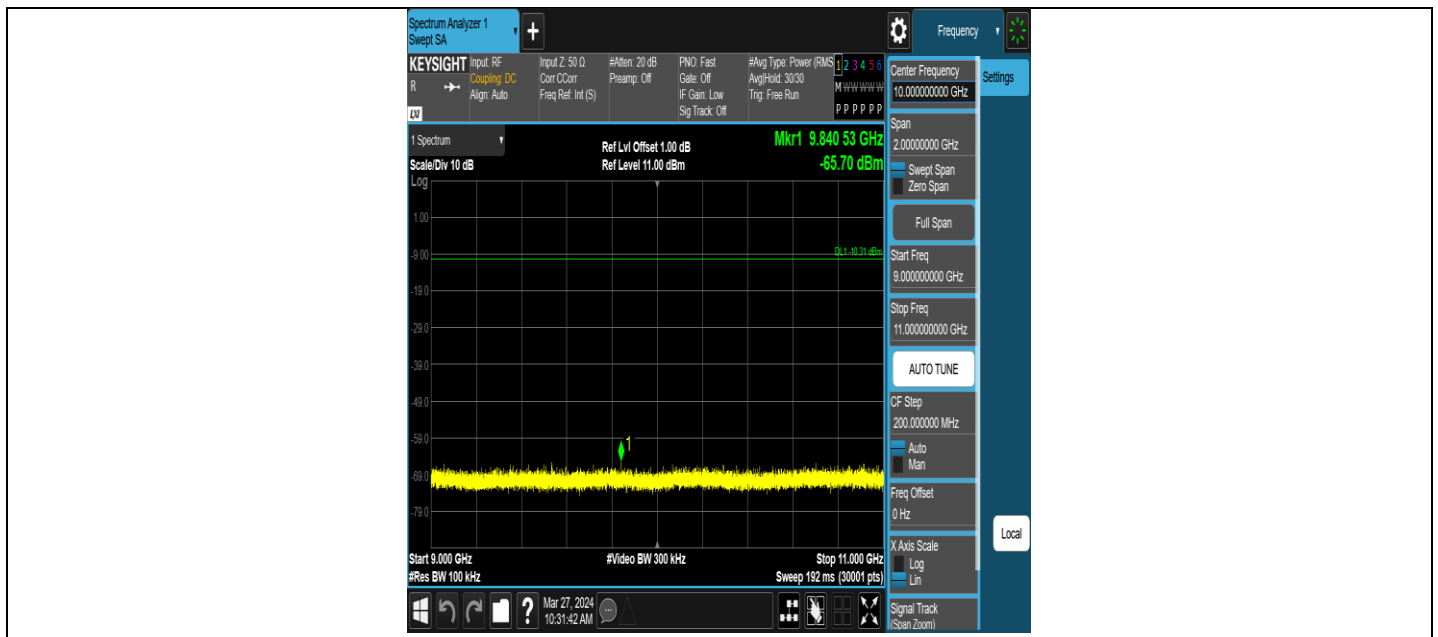 Spectrum Analyzer 1
Swept SA
+
Frequency
KEYSIGHT
R
LXI
Input: RF
Coupling: DC
Align: Auto
Input Z: 50 Ω
Corr CCorr
Freq Ref: Int (S)
#Atten: 20 dB
Preamp: Off
PNO: Fast
Gate: Off
IF Gain: Low
Sig Track: Off
#Avg Type: Power (RMS
Avg|Hold: 30/30
Trig: Free Run
1 2 3 4 5 6
M W W W W W
P P P P P P
1 Spectrum
Scale/Div 10 dB
Log
Ref Lvl Offset 1.00 dB
Ref Level 11.00 dBm
Mkr1 9.840 53 GHz
-65.70 dBm
1.00
-9.00
DL1 -10.31 dBm
-19.0
-29.0
-39.0
-49.0
-59.0
1
-69.0
-79.0
Start 9.000 GHz
#Video BW 300 kHz
Stop 11.000 GHz
#Res BW 100 kHz
Sweep 192 ms (30001 pts)
?
Mar 27, 2024
10:31:42 AM
Center Frequency
10.00000000 GHz
Settings
Span
2.00000000 GHz
Swept Span
Zero Span
Full Span
Start Freq
9.000000000 GHz
Stop Freq
11.000000000 GHz
AUTO TUNE
CF Step
200.000000 MHz
Auto
Man
Freq Offset
0 Hz
X Axis Scale
Log
Lin
Local
Signal Track
(Span Zoom)